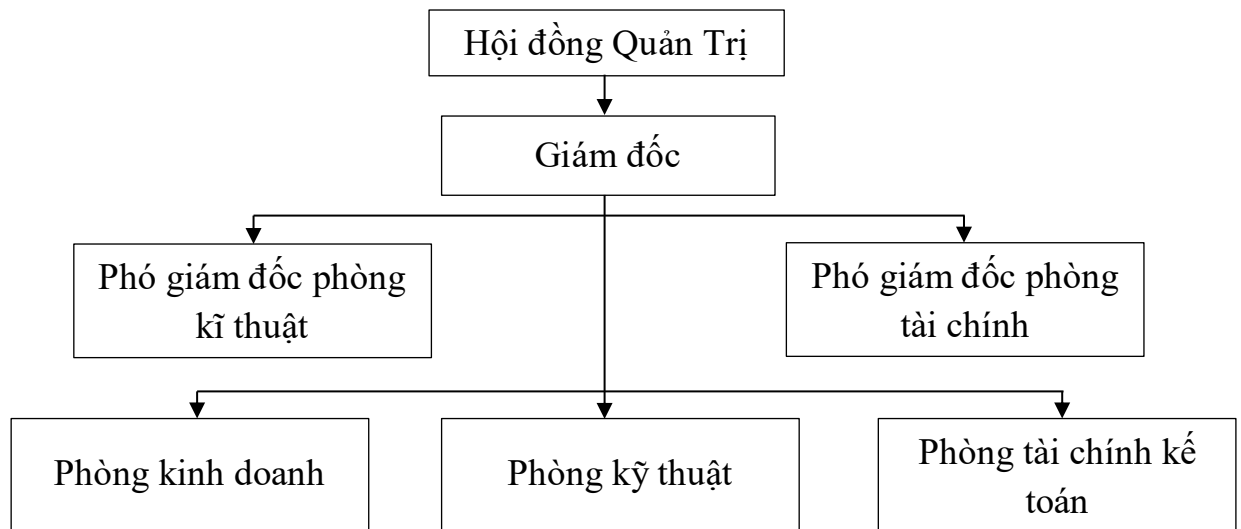 Hội đồng Quản Trị
Giám đốc
Phó giám đốc phòng
kĩ thuật
Phó giám đốc phòng
tài chính
Phòng kinh doanh
Phòng kỹ thuật
Phòng tài chính kế
toán